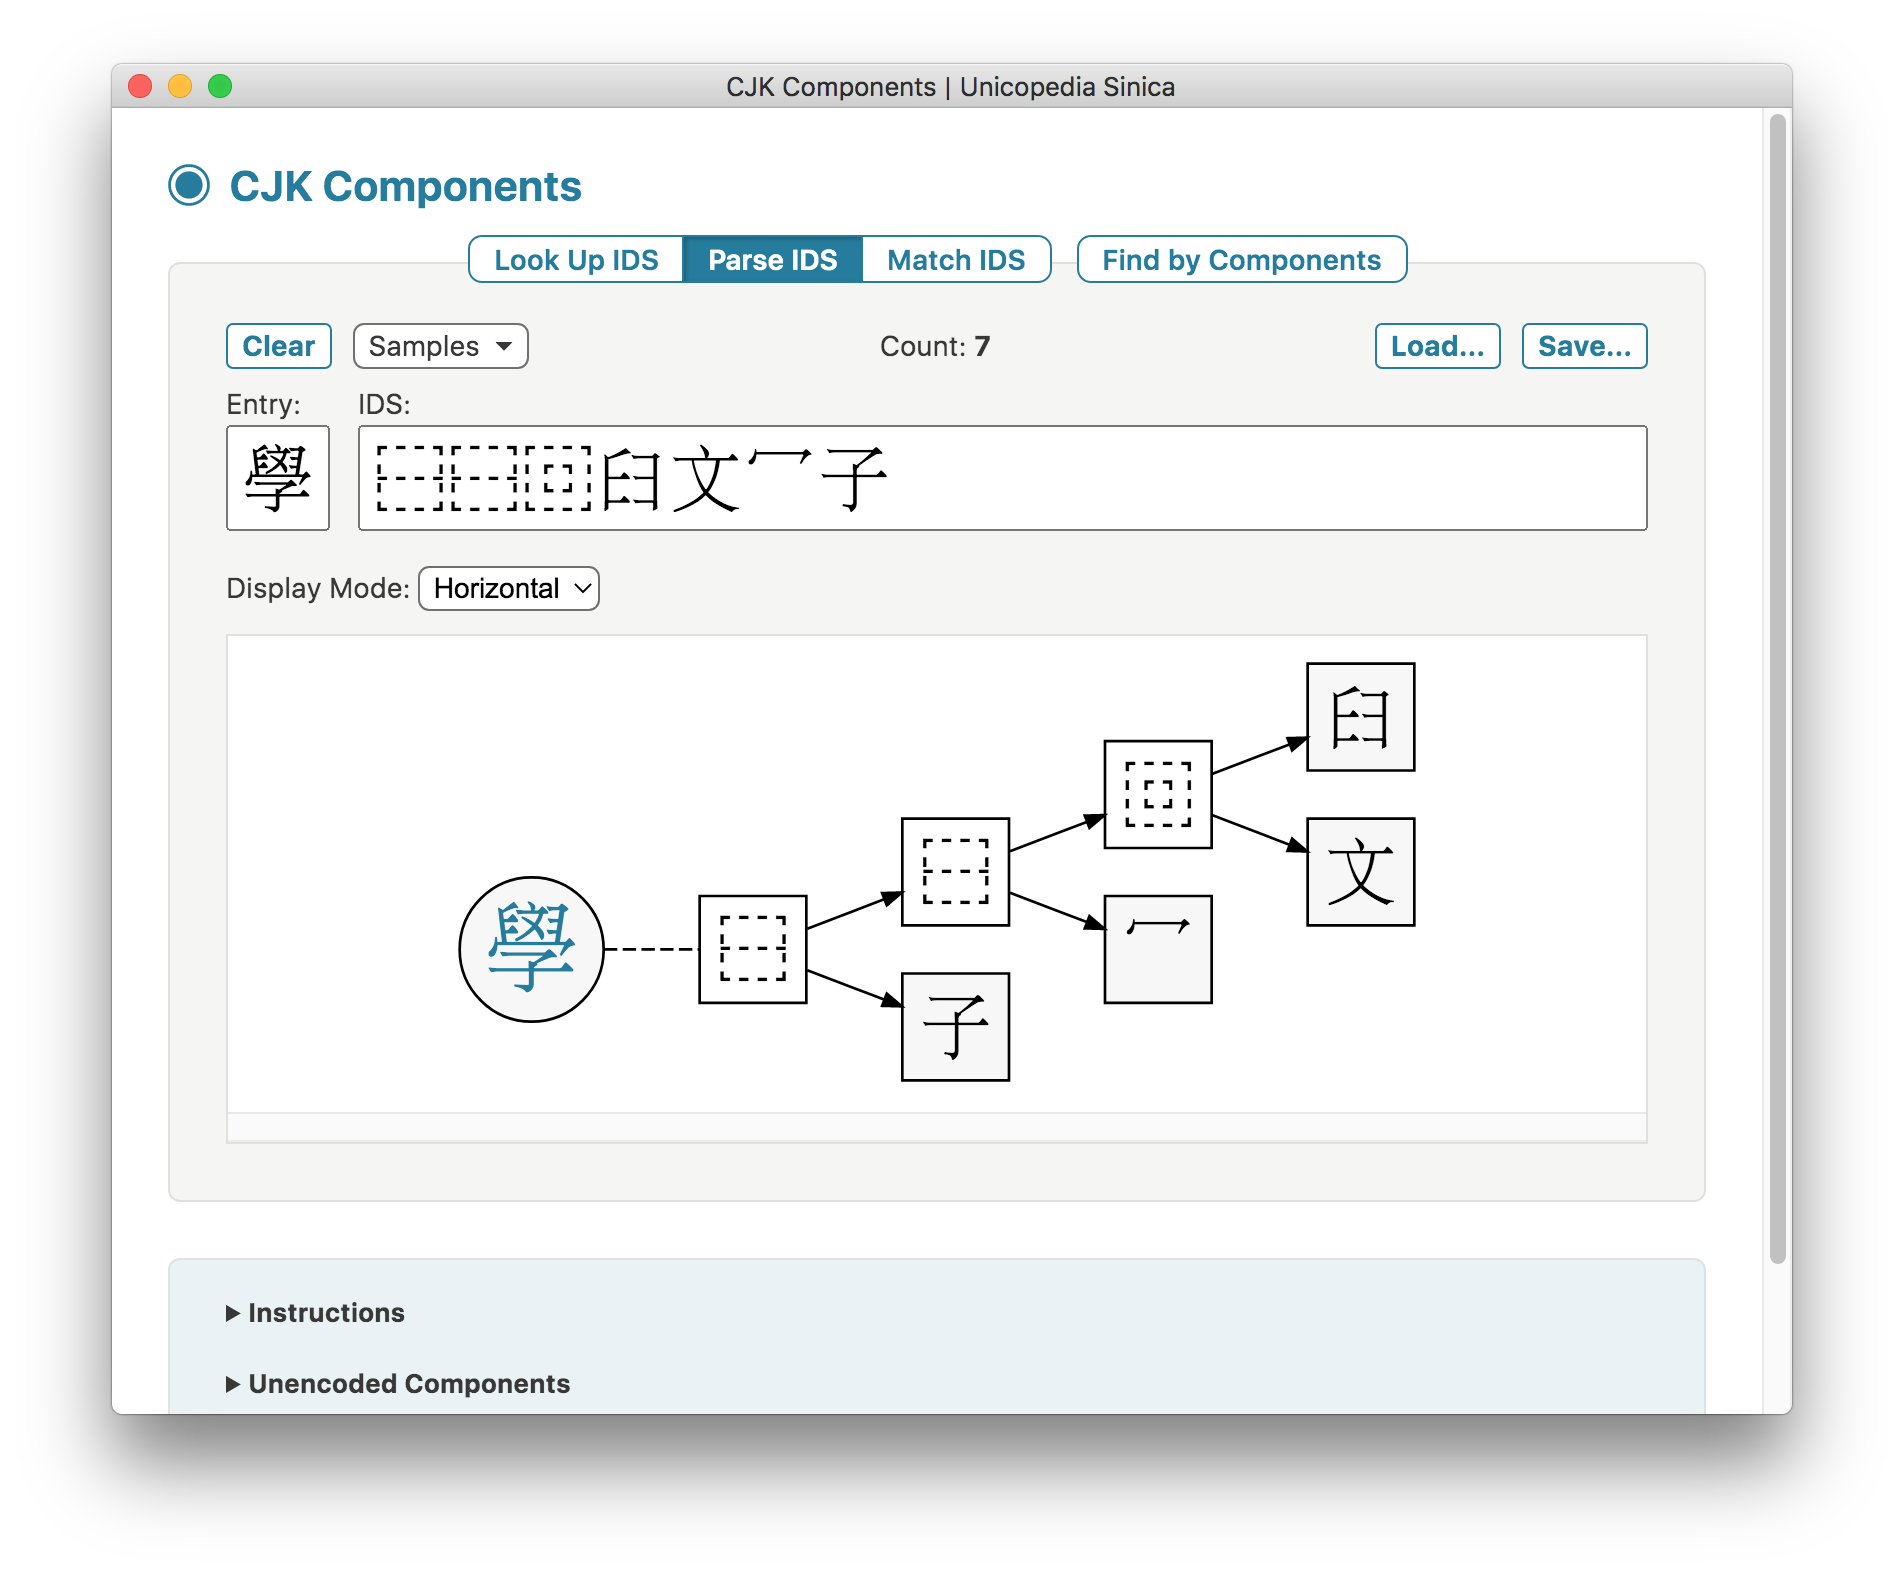 CJK Components | Unicopedia Sinica
CJK Components
Look Up IDS Parse IDS Match IDS Find by Components
Clear Samples Count: 7 Load... Save...
Entry: IDS:
學 ⿱⿱⿴𦥑文冖子
Display Mode: Horizontal
𦥑
⿴
⿱ 文
學 ⿱ 冖
子
Instructions
Unencoded Components